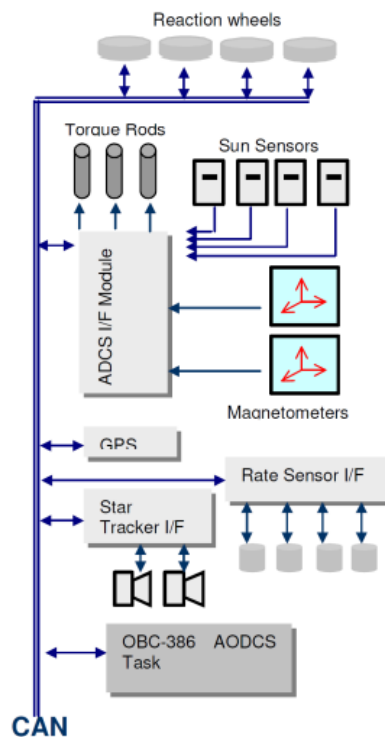 Reaction wheels
Torque Rods
Sun Sensors
ADCS I/F Module
Magnetometers
GPS
Rate Sensor I/F
Star
Tracker I/F
OBC-386 AODCS
Task
CAN